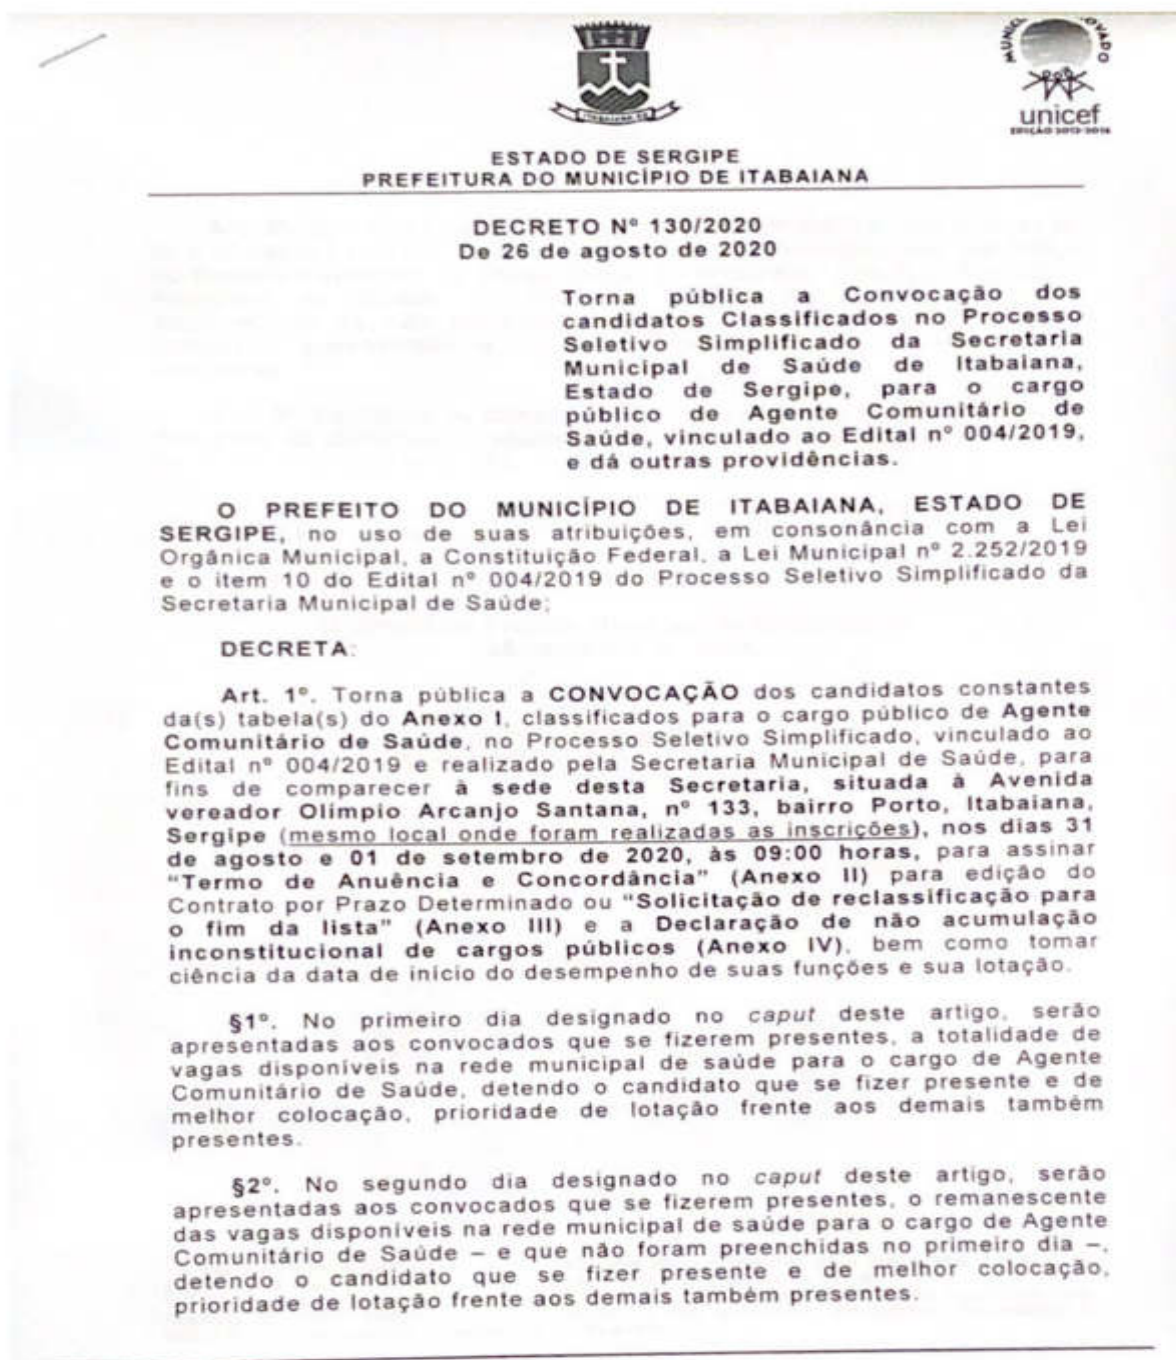 MUNICÍ
OVADO
unicef
EDIÇÃO 2013-2016
ITABAIANA-SE
ESTADO DE SERGIPE
PREFEITURA DO MUNICÍPIO DE ITABAIANA
DECRETO Nº 130/2020
De 26 de agosto de 2020
Torna pública a Convocação dos
candidatos Classificados no Processo
Seletivo Simplificado da Secretaria
Municipal de Saúde de Itabaiana,
Estado de Sergipe, para o cargo
público de Agente Comunitário de
Saúde, vinculado ao Edital nº 004/2019,
e dá outras providências.
O PREFEITO DO MUNICÍPIO DE ITABAIANA, ESTADO DE
SERGIPE, no uso de suas atribuições, em consonância com a Lei
Orgânica Municipal, a Constituição Federal, a Lei Municipal nº 2.252/2019
e o item 10 do Edital nº 004/2019 do Processo Seletivo Simplificado da
Secretaria Municipal de Saúde;
DECRETA:
Art. 1º. Torna pública a CONVOCAÇÃO dos candidatos constantes
da(s) tabela(s) do Anexo I, classificados para o cargo público de Agente
Comunitário de Saúde, no Processo Seletivo Simplificado, vinculado ao
Edital nº 004/2019 e realizado pela Secretaria Municipal de Saúde, para
fins de comparecer à sede desta Secretaria, situada à Avenida
vereador Olímpio Arcanjo Santana, nº 133, bairro Porto, Itabaiana,
Sergipe (mesmo local onde foram realizadas as inscrições), nos dias 31
de agosto e 01 de setembro de 2020, às 09:00 horas, para assinar
"Termo de Anuência e Concordância" (Anexo II) para edição do
Contrato por Prazo Determinado ou "Solicitação de reclassificação para
o fim da lista" (Anexo III) e a Declaração de não acumulação
inconstitucional de cargos públicos (Anexo IV), bem como tomar
ciência da data de início do desempenho de suas funções e sua lotação.
§1º. No primeiro dia designado no caput deste artigo, serão
apresentadas aos convocados que se fizerem presentes, a totalidade de
vagas disponíveis na rede municipal de saúde para o cargo de Agente
Comunitário de Saúde, detendo o candidato que se fizer presente e de
melhor colocação, prioridade de lotação frente aos demais também
presentes.
§2º. No segundo dia designado no caput deste artigo, serão
apresentadas aos convocados que se fizerem presentes, o remanescente
das vagas disponíveis na rede municipal de saúde para o cargo de Agente
Comunitário de Saúde – e que não foram preenchidas no primeiro dia –,
detendo o candidato que se fizer presente e de melhor colocação,
prioridade de lotação frente aos demais também presentes.